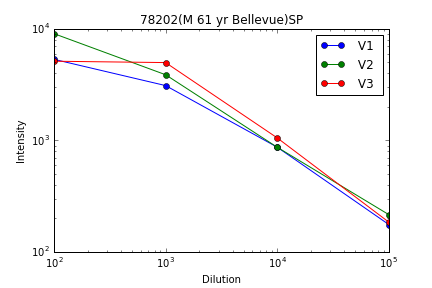 78202(M 61 yr Bellevue)SP
10^4
10^3
10^2
Intensity
V1
V2
V3
10^2
10^3
10^4
10^5
Dilution